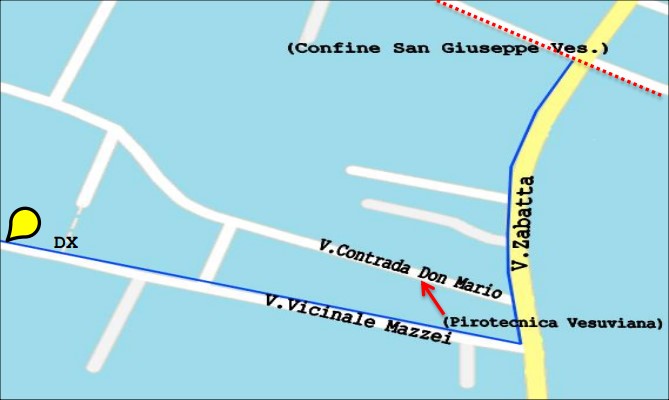 (Confine San Giuseppe Ves.)
V.Zabatta
DX
V.Contrada Don Mario
V.Vicinale Mazzei
(Pirotecnica Vesuviana)